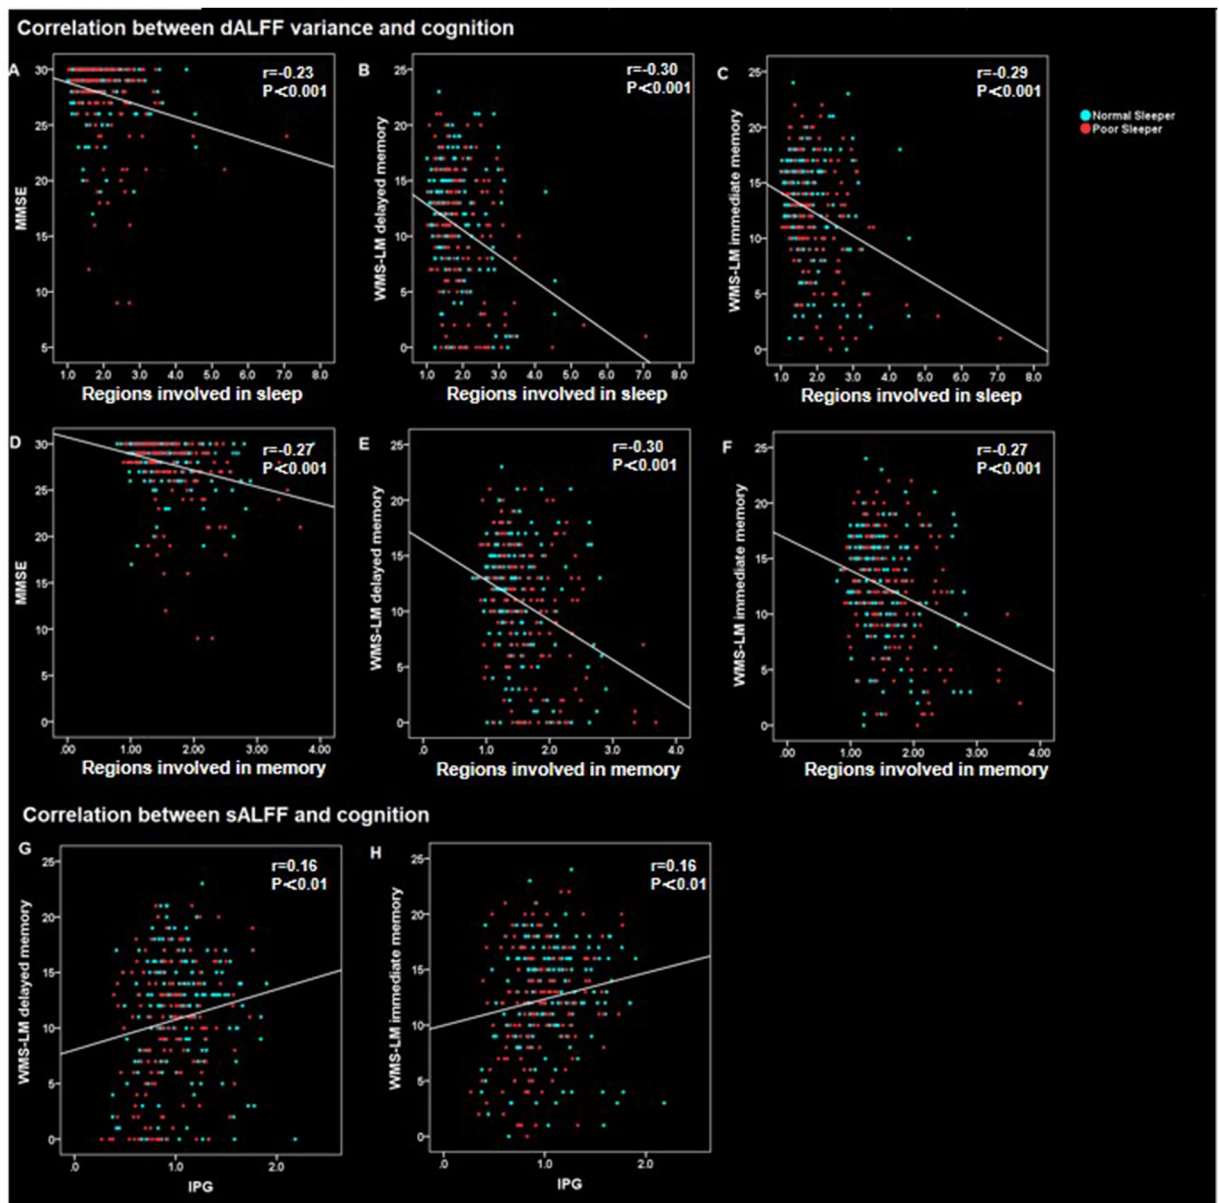 Correlation between dALFF variance and cognition
A
r=-0.23
P<0.001
30
25
20
15
10
5
MMSE
1.0 2.0 3.0 4.0 5.0 6.0 7.0 8.0
Regions involved in sleep
B
r=-0.30
P<0.001
25
20
15
10
5
0
WMS-LM delayed memory
1.0 2.0 3.0 4.0 5.0 6.0 7.0 8.0
Regions involved in sleep
C
r=-0.29
P<0.001
25
20
15
10
5
0
WMS-LM immediate memory
1.0 2.0 3.0 4.0 5.0 6.0 7.0 8.0
Regions involved in sleep
Normal Sleeper
Poor Sleeper
D
r=-0.27
P<0.001
30
25
20
15
10
5
0
MMSE
.00 1.00 2.00 3.00 4.00
Regions involved in memory
E
r=-0.30
P<0.001
25
20
15
10
5
0
WMS-LM delayed memory
.0 1.0 2.0 3.0 4.0
Regions involved in memory
F
r=-0.27
P<0.001
25
20
15
10
5
0
WMS-LM immediate memory
.00 1.00 2.00 3.00 4.00
Regions involved in memory
Correlation between sALFF and cognition
G
r=0.16
P<0.01
25
20
15
10
5
0
WMS-LM delayed memory
.0 1.0 2.0
IPG
H
r=0.16
P<0.01
25
20
15
10
5
0
WMS-LM immediate memory
.0 1.0 2.0
IPG